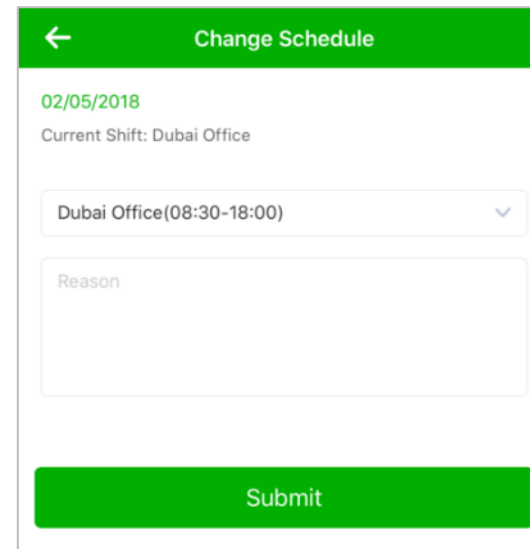 Change Schedule
02/05/2018
Current Shift: Dubai Office
Dubai Office(08:30-18:00)
Reason
Submit